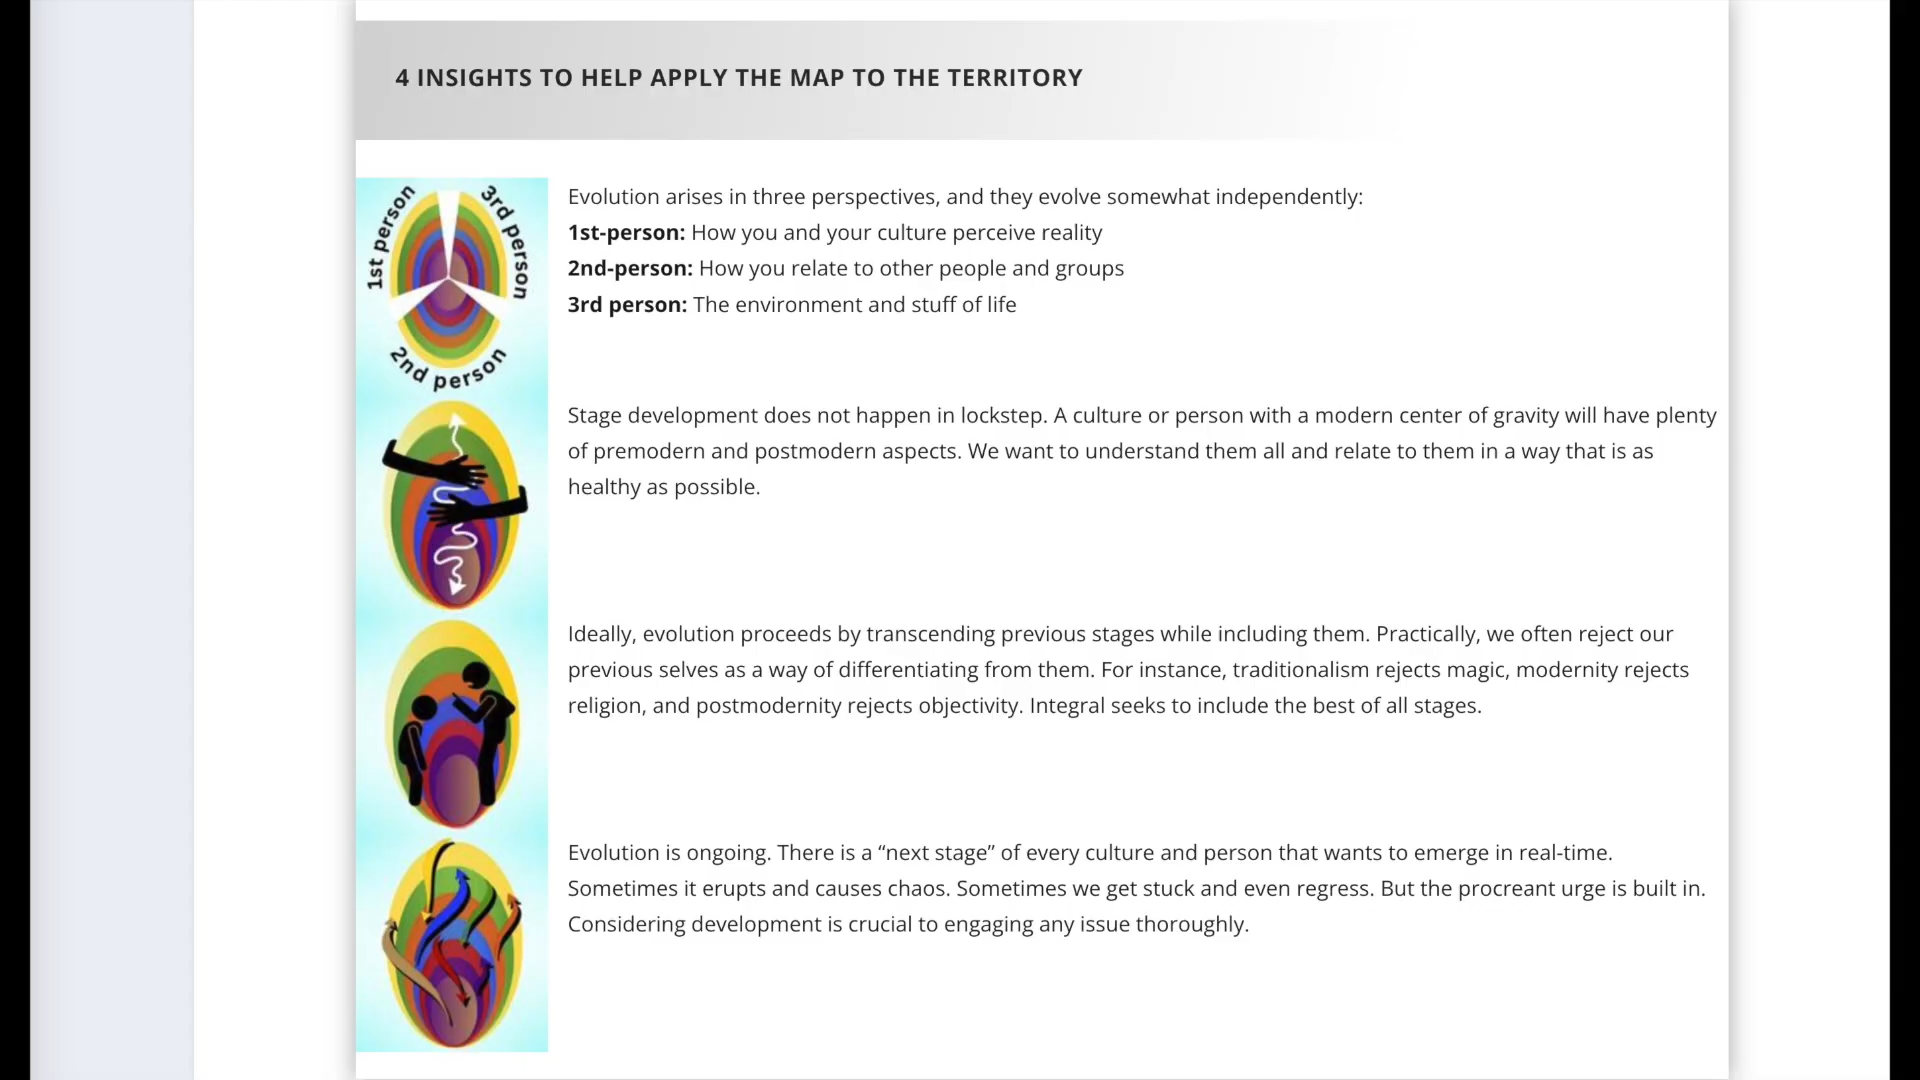 4 INSIGHTS TO HELP APPLY THE MAP TO THE TERRITORY
1st person
3rd person
2nd person
Evolution arises in three perspectives, and they evolve somewhat independently:
1st-person: How you and your culture perceive reality
2nd-person: How you relate to other people and groups
3rd person: The environment and stuff of life
Stage development does not happen in lockstep. A culture or person with a modern center of gravity will have plenty
of premodern and postmodern aspects. We want to understand them all and relate to them in a way that is as
healthy as possible.
Ideally, evolution proceeds by transcending previous stages while including them. Practically, we often reject our
previous selves as a way of differentiating from them. For instance, traditionalism rejects magic, modernity rejects
religion, and postmodernity rejects objectivity. Integral seeks to include the best of all stages.
Evolution is ongoing. There is a “next stage” of every culture and person that wants to emerge in real-time.
Sometimes it erupts and causes chaos. Sometimes we get stuck and even regress. But the procreant urge is built in.
Considering development is crucial to engaging any issue thoroughly.